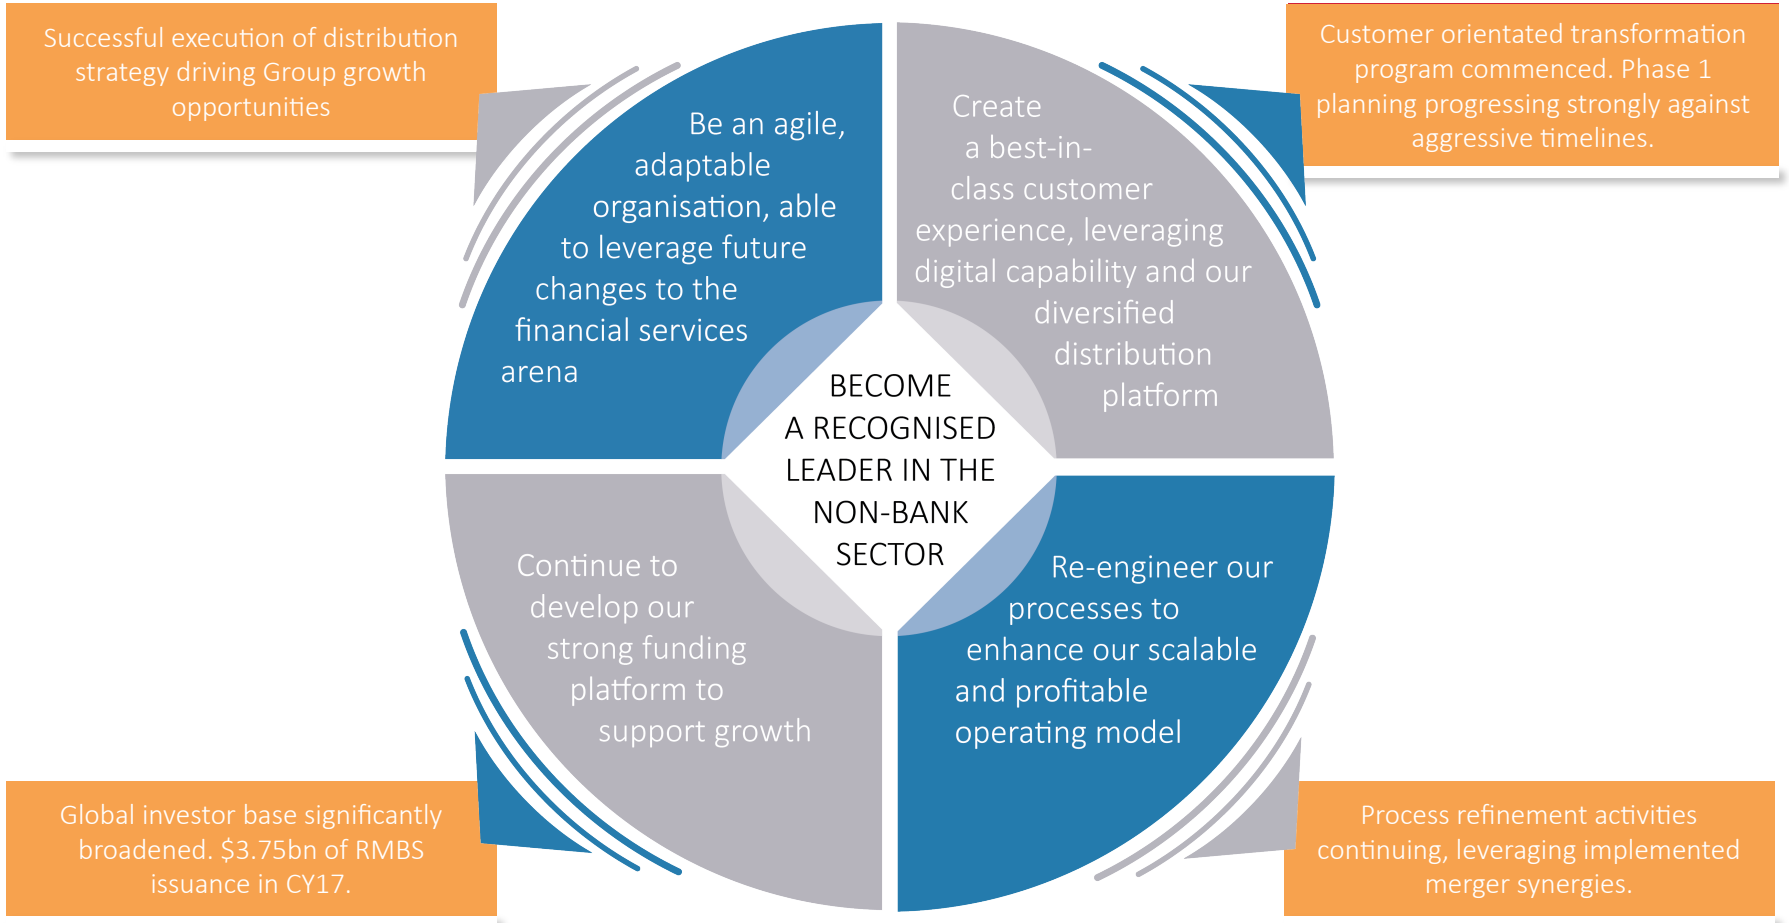 Successful execution of distribution
strategy driving Group growth
opportunities
Customer orientated transformation
program commenced. Phase 1
planning progressing strongly against
aggressive timelines.
Be an agile,
adaptable
organisation, able
to leverage future
changes to the
financial services
arena
Create
a best-in-
class customer
experience, leveraging
digital capability and our
diversified
distribution
platform
BECOME
A RECOGNISED
LEADER IN THE
NON-BANK
SECTOR
Continue to
develop our
strong funding
platform to
support growth
Re-engineer our
processes to
enhance our scalable
and profitable
operating model
Global investor base significantly
broadened. $3.75bn of RMBS
issuance in CY17.
Process refinement activities
continuing, leveraging implemented
merger synergies.